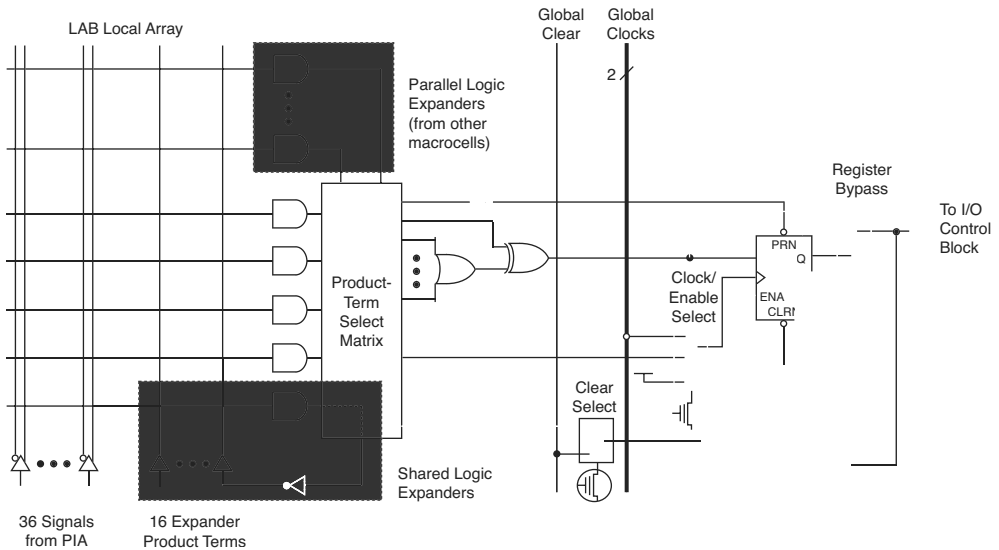 LAB Local Array
Global
Clear
Global
Clocks
2
Parallel Logic
Expanders
(from other
macrocells)
Register
Bypass
To I/O
Control
Block
PRN
Q
Clock/
Enable
Select
ENA
CLR
Product-
Term
Select
Matrix
Clear
Select
Shared Logic
Expanders
36 Signals
from PIA
16 Expander
Product Terms